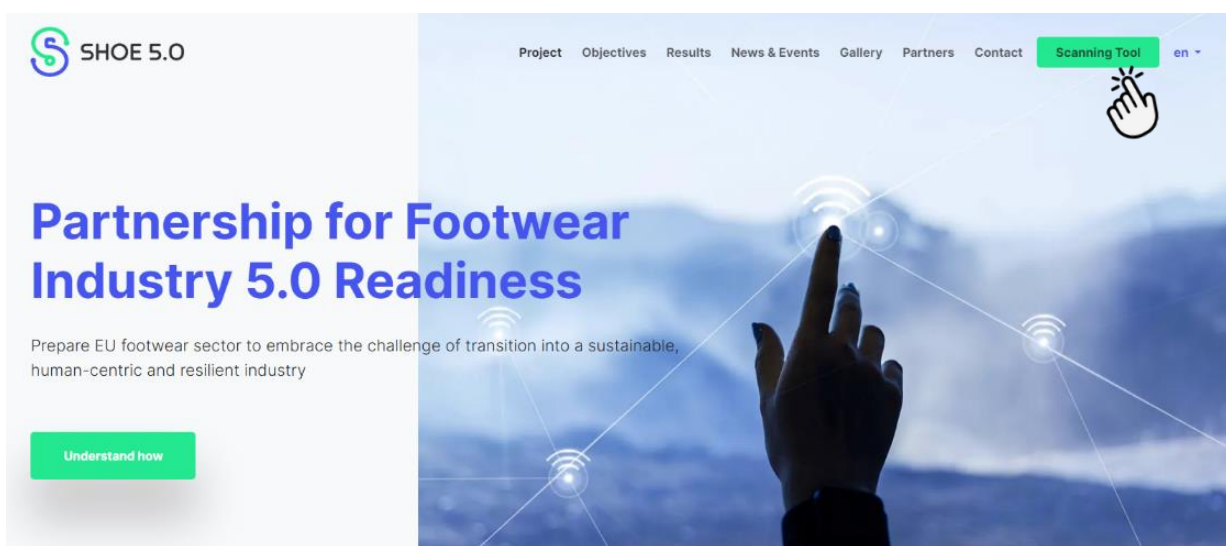 SHOE 5.0
Project Objectives Results News & Events Gallery Partners Contact Scanning Tool en
Partnership for Footwear
Industry 5.0 Readiness
Prepare EU footwear sector to embrace the challenge of transition into a sustainable,
human-centric and resilient industry
Understand how